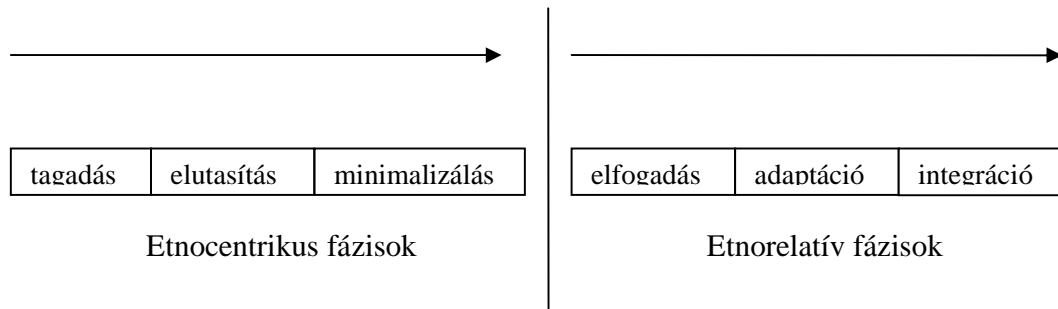 tagadás elutasítás minimalizálás elfogadás adaptáció integráció
Etnocentrikus fázisok Etnorelatív fázisok